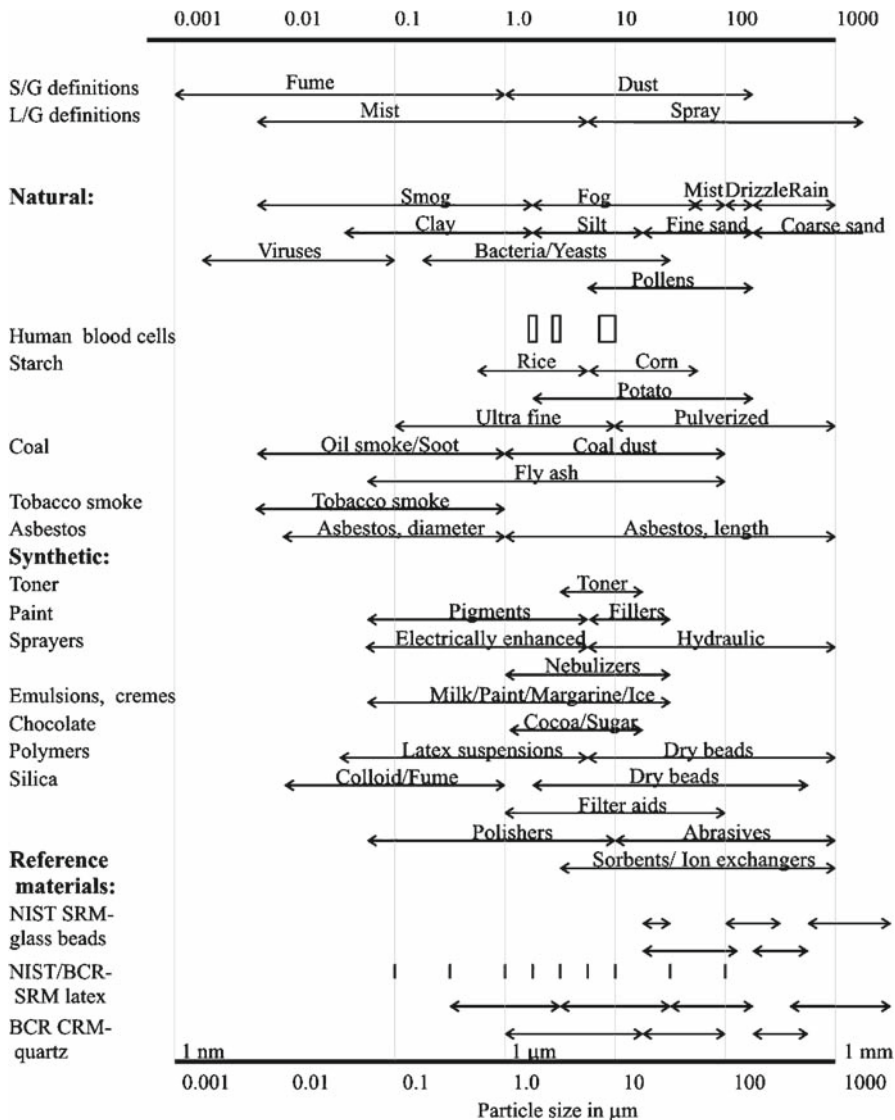 0.001 0.01 0.1 1.0 10 100 1000
S/G definitions Fume Dust
L/G definitions Mist Spray
Natural: Smog Fog Mist Drizzle Rain
Clay Silt Fine sand Coarse sand
Viruses Bacteria/Yeasts
Pollens
Human blood cells
Starch Rice Corn
Potato
Ultra fine Pulverized
Coal Oil smoke/Soot Coal dust
Fly ash
Tobacco smoke Tobacco smoke
Asbestos Asbestos, diameter Asbestos, length
Synthetic:
Toner Toner
Paint Pigments Fillers
Sprayers Electrically enhanced Hydraulic
Nebulizers
Emulsions, cremes Milk/Paint/Margarine/Ice
Chocolate Cocoa/Sugar
Polymers Latex suspensions Dry beads
Silica Colloid/Fume Dry beads
Filter aids
Polishers Abrasives
Reference Sorbents/ Ion exchangers
materials:
NIST SRM-
glass beads
NIST/BCR-
SRM latex
BCR CRM-
quartz 1 nm 1 μm 1 mm
0.001 0.01 0.1 1.0 10 100 1000
Particle size in μm